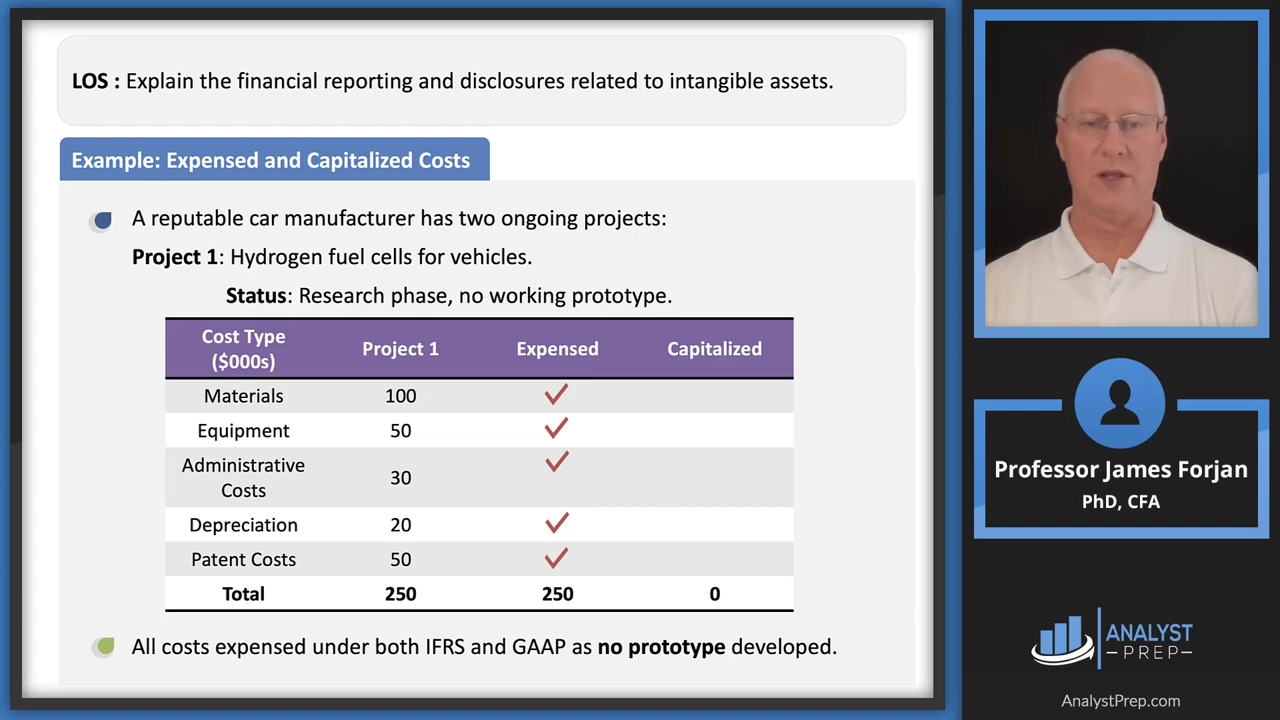 LOS : Explain the financial reporting and disclosures related to intangible assets.
Example: Expensed and Capitalized Costs
A reputable car manufacturer has two ongoing projects:
Project 1: Hydrogen fuel cells for vehicles.
Status: Research phase, no working prototype.
Cost Type ($000s) Project 1 Expensed Capitalized
Materials 100
Equipment 50
Administrative Costs 30
Depreciation 20
Patent Costs 50
Total 250 250 0
All costs expensed under both IFRS and GAAP as no prototype developed.
Professor James Forjan
PhD, CFA
ANALYST
PREP
AnalystPrep.com